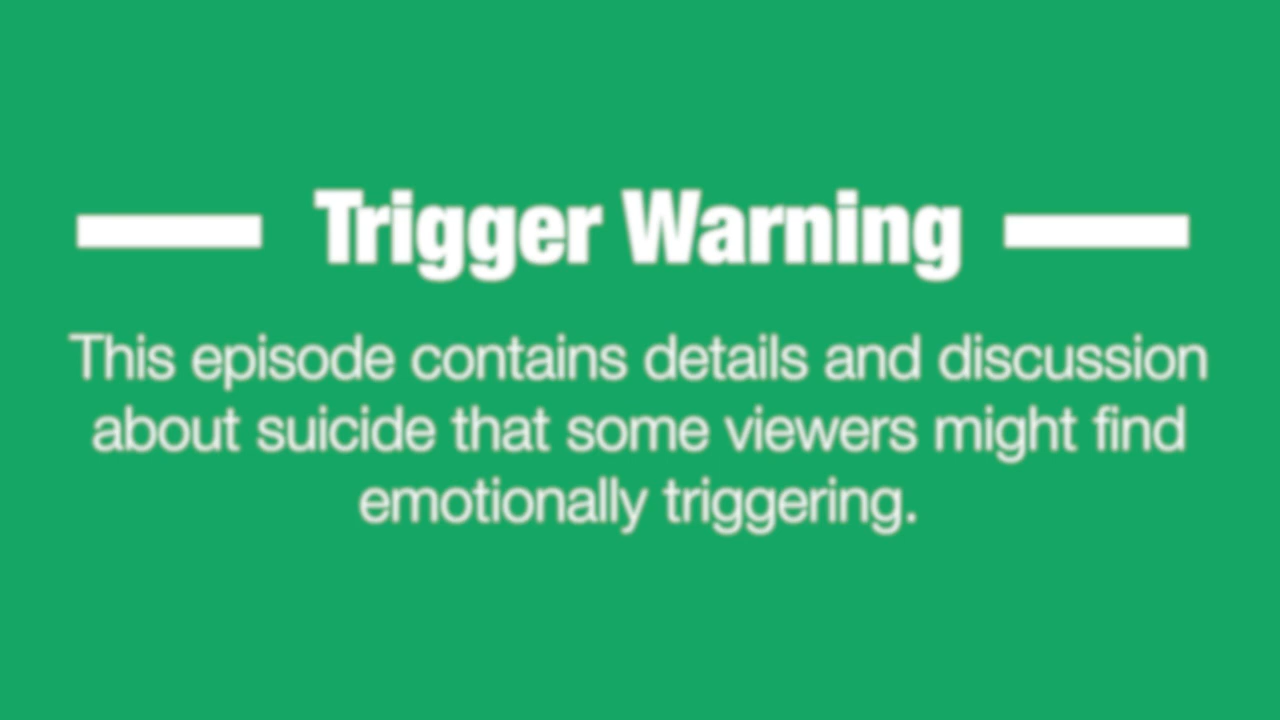 Trigger Warning
This episode contains details and discussion
about suicide that some viewers might find
emotionally triggering.